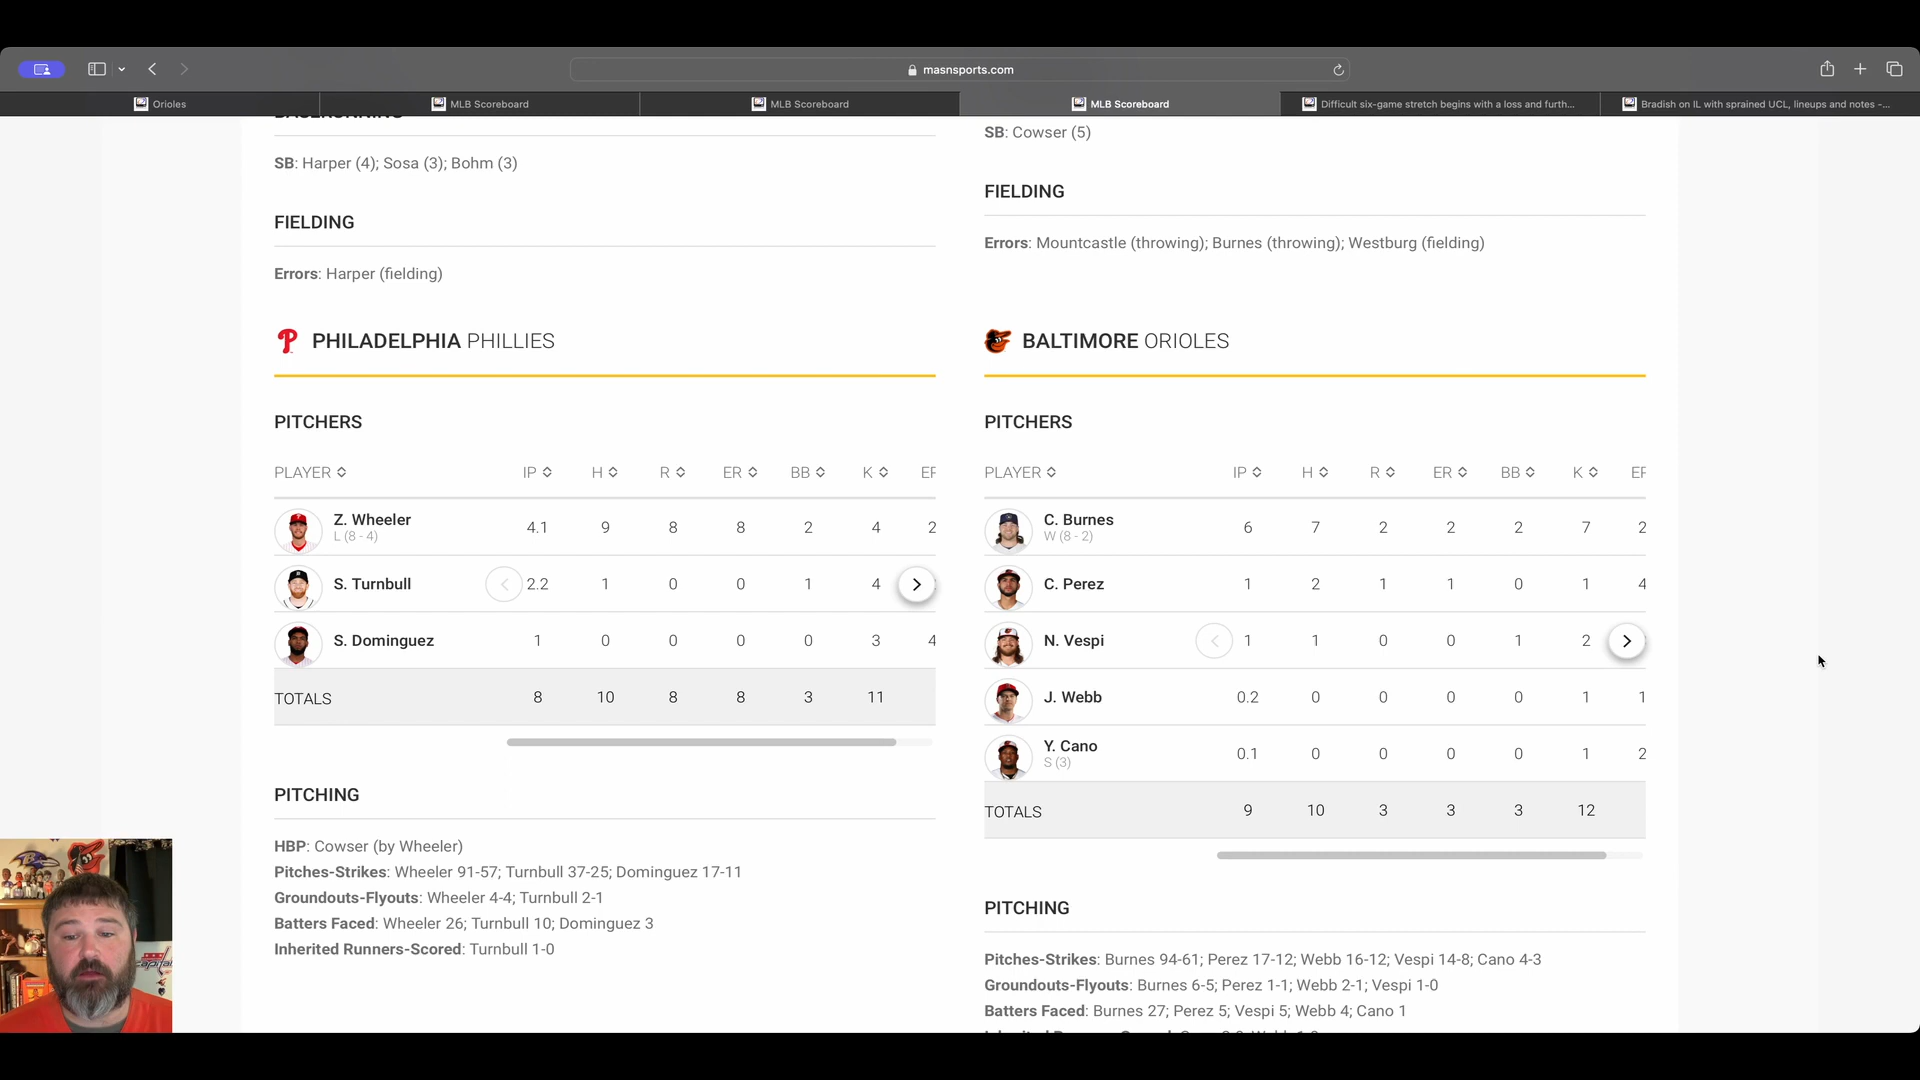 masnsports.com
Orioles
MLB Scoreboard
MLB Scoreboard
MLB Scoreboard
Difficult six-game stretch begins with a loss and furth...
Bradish on IL with sprained UCL, lineups and notes -...
BASERUNNING
SB: Harper (4); Sosa (3); Bohm (3)
FIELDING
Errors: Harper (fielding)
PHILADELPHIA PHILLIES
PITCHERS
PLAYER IP H R ER BB K
Z. Wheeler 4.1 9 8 8 2 4 2
L (8 - 4)
S. Turnbull 2.2 1 0 0 1 4
S. Dominguez 1 0 0 0 0 3 4
TOTALS 8 10 8 8 3 11
PITCHING
HBP: Cowser (by Wheeler)
Pitches-Strikes: Wheeler 91-57; Turnbull 37-25; Dominguez 17-11
Groundouts-Flyouts: Wheeler 4-4; Turnbull 2-1
Batters Faced: Wheeler 26; Turnbull 10; Dominguez 3
Inherited Runners-Scored: Turnbull 1-0
SB: Cowser (5)
FIELDING
Errors: Mountcastle (throwing); Burnes (throwing); Westburg (fielding)
BALTIMORE ORIOLES
PITCHERS
PLAYER IP H R ER BB K
C. Burnes 6 7 2 2 2 7 2
W (8 - 2)
C. Perez 1 2 1 1 0 1 4
N. Vespi 1 1 0 0 1 2
J. Webb 0.2 0 0 0 0 1 1
Y. Cano 0.1 0 0 0 0 1 2
S (3)
TOTALS 9 10 3 3 3 12
PITCHING
Pitches-Strikes: Burnes 94-61; Perez 17-12; Webb 16-12; Vespi 14-8; Cano 4-3
Groundouts-Flyouts: Burnes 6-5; Perez 1-1; Webb 2-1; Vespi 1-0
Batters Faced: Burnes 27; Perez 5; Vespi 5; Webb 4; Cano 1